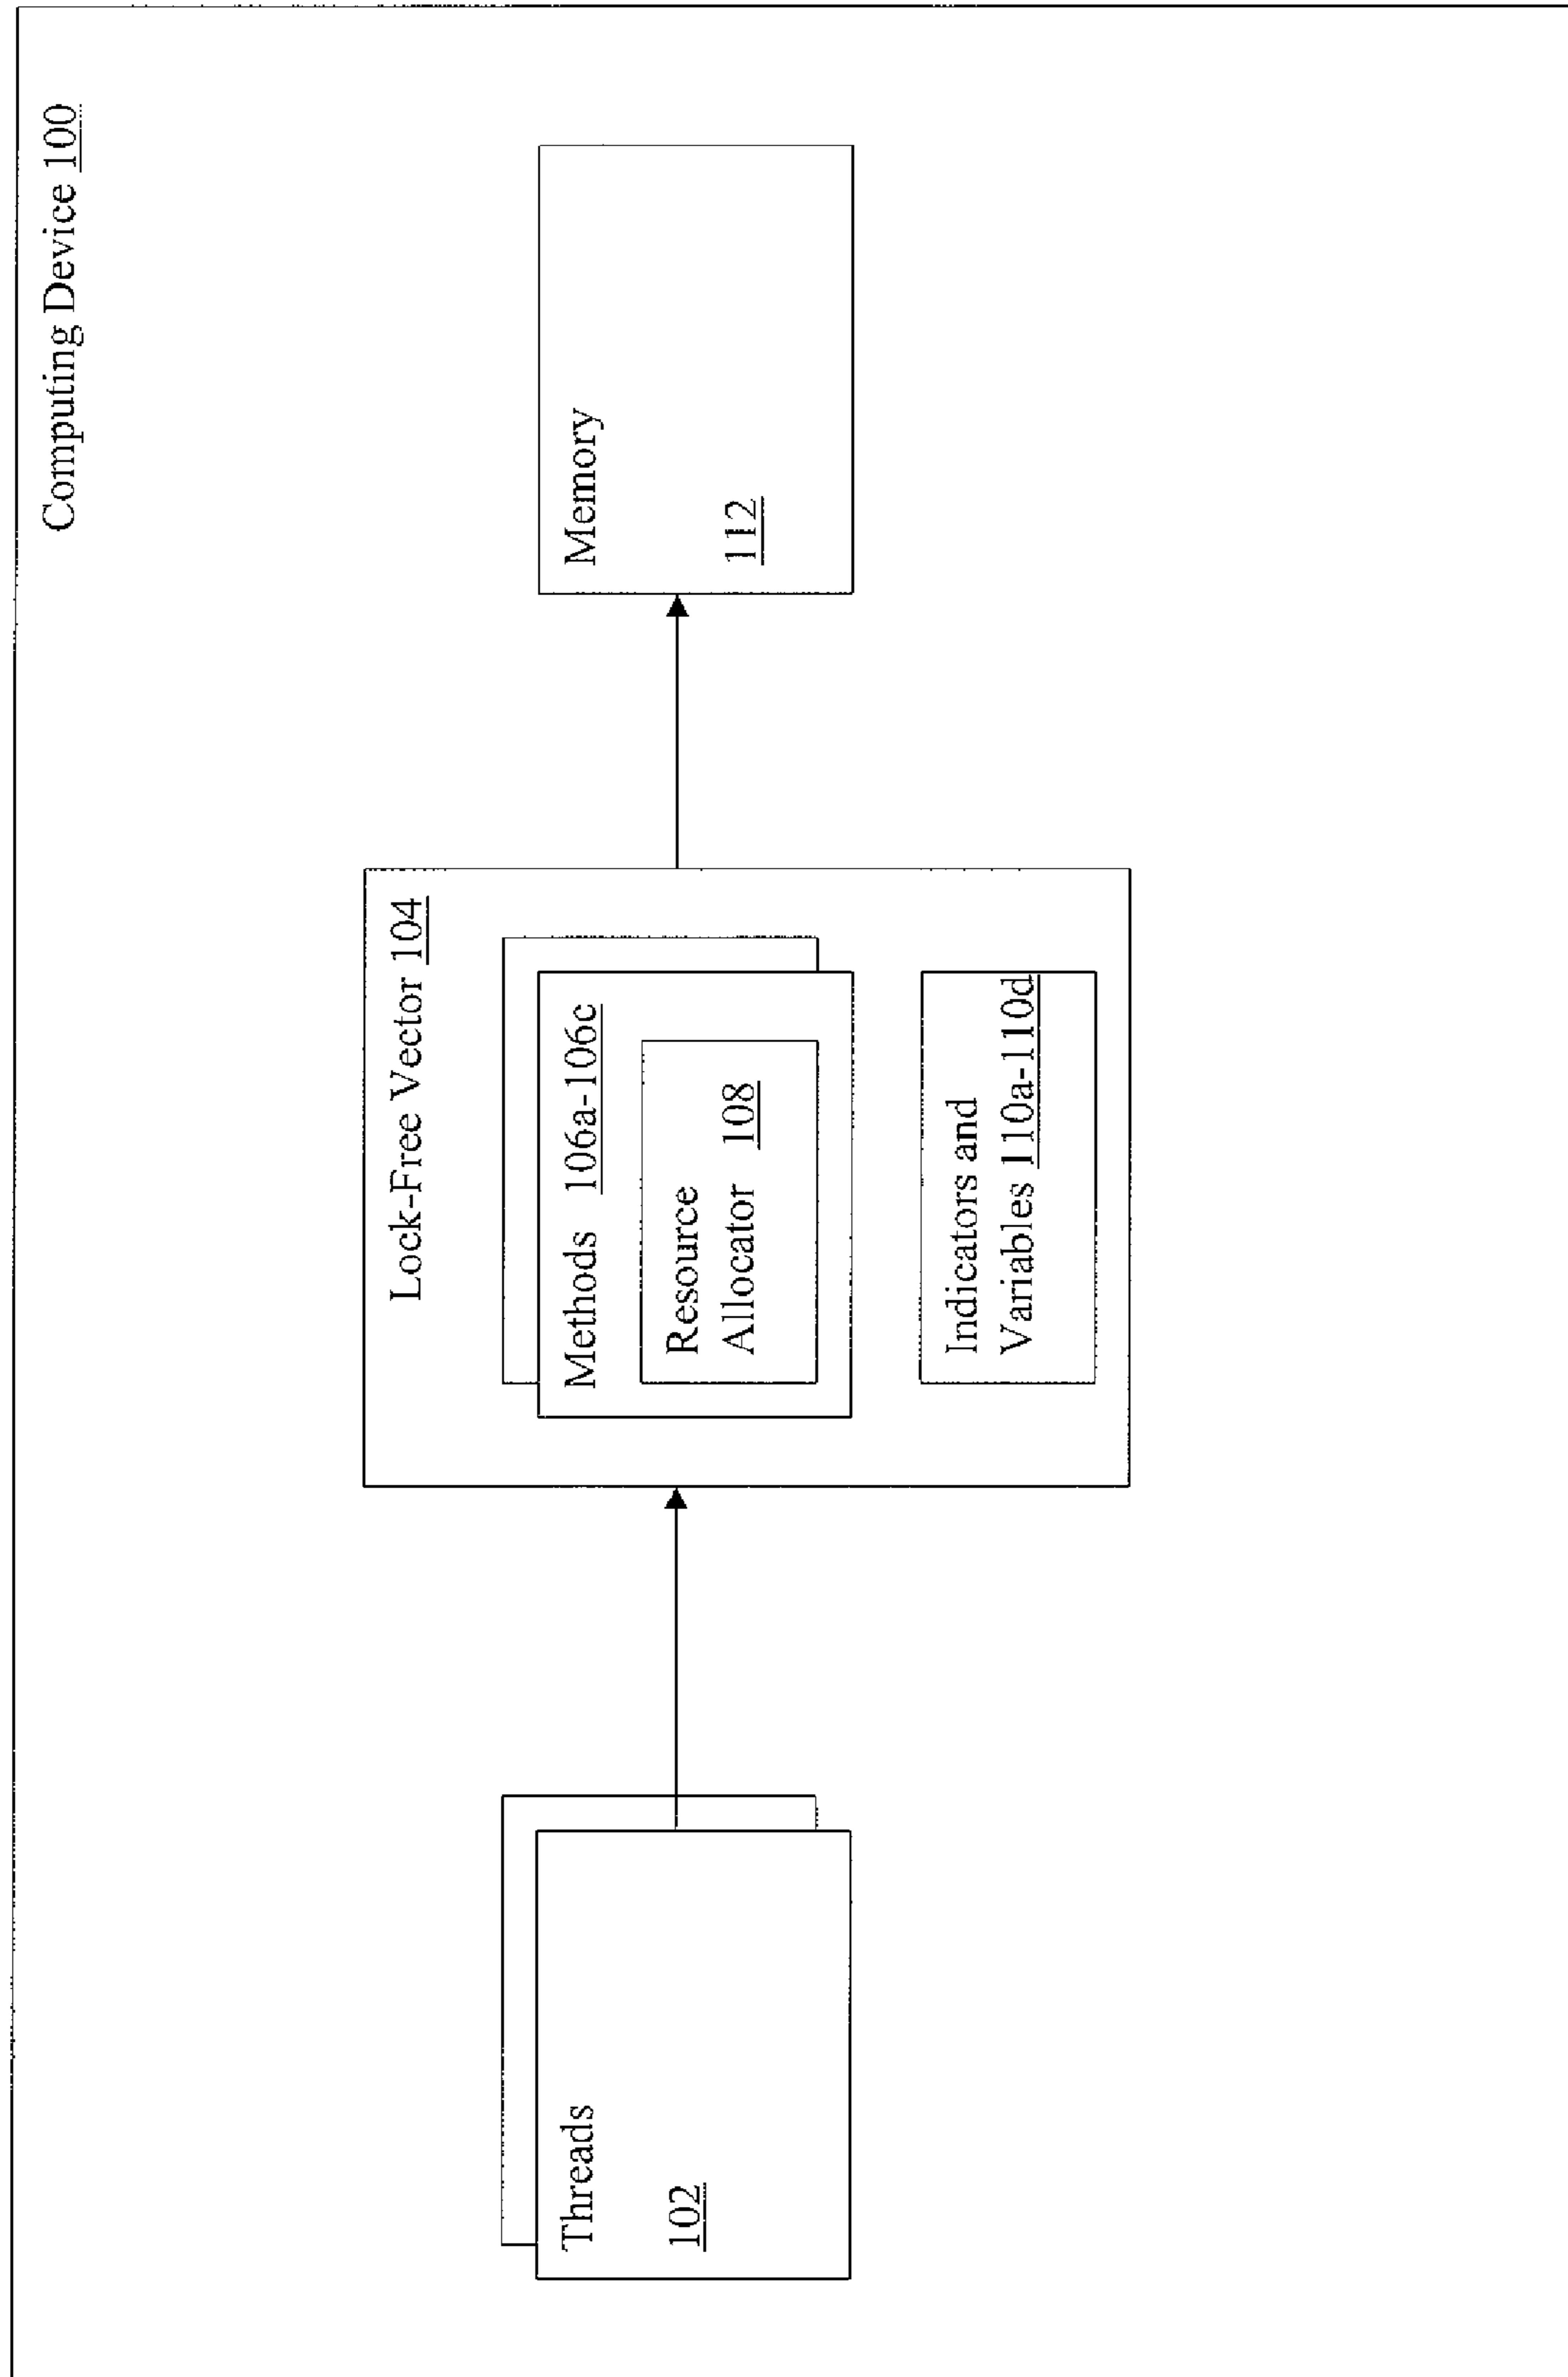 Computing Device 100
Threads
102
Lock-Free Vector 104
Methods 106a-106c
Resource
Allocator 108
Indicators and
Variables 110a-110d
Memory
112